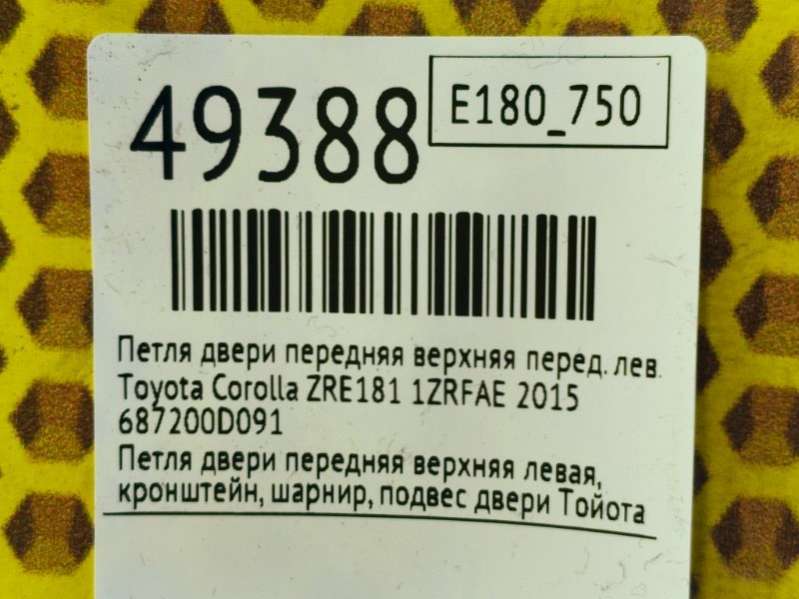 49388
E180_750
Петля двери передняя верхняя перед. лев.
Toyota Corolla ZRE181 1ZRFAE 2015
687200D091
Петля двери передняя верхняя левая,
кронштейн, шарнир, подвес двери Тойота